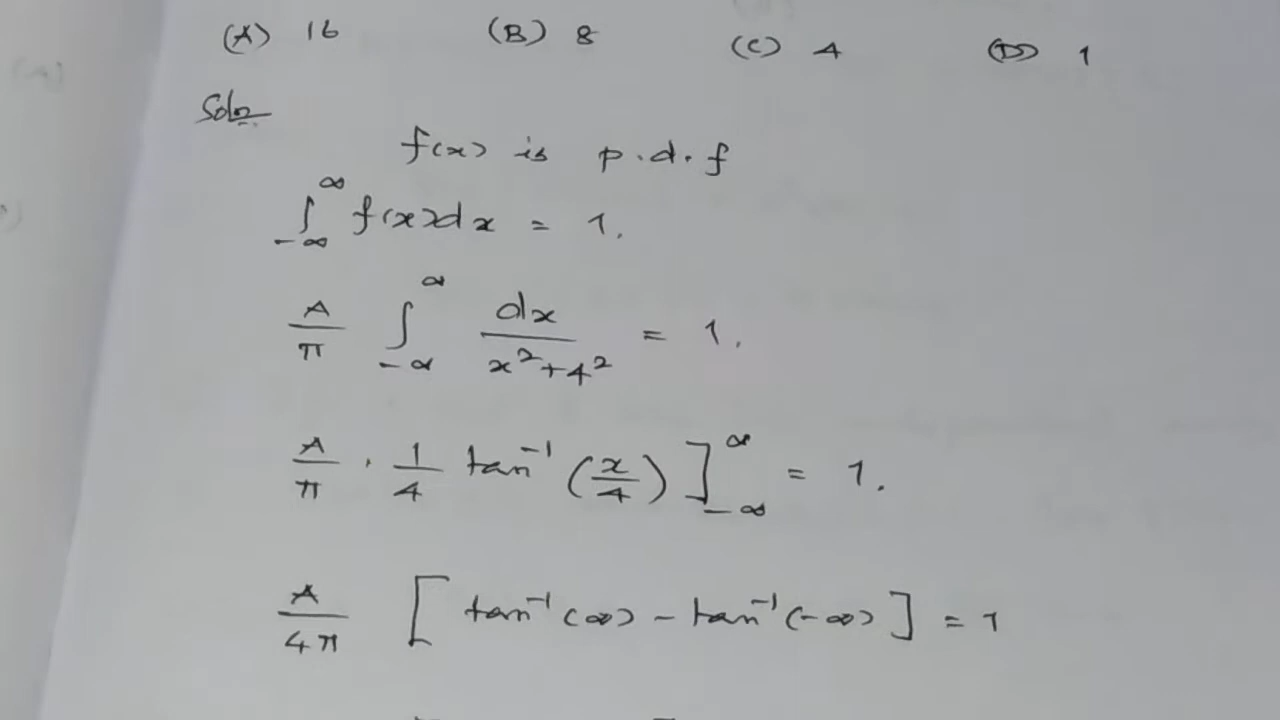 (A) 16 (B) 8 (C) 4 (D) 1
Soln
f(x) is p.d.f
∫_{-∞}^{∞} f(x)dx = 1.
A/π ∫_{-∞}^{∞} dx/(x²+4²) = 1.
A/π · 1/4 tan⁻¹(x/4)]_{-∞}^{∞} = 1.
A/4π [tan⁻¹(∞) - tan⁻¹(-∞)] = 1